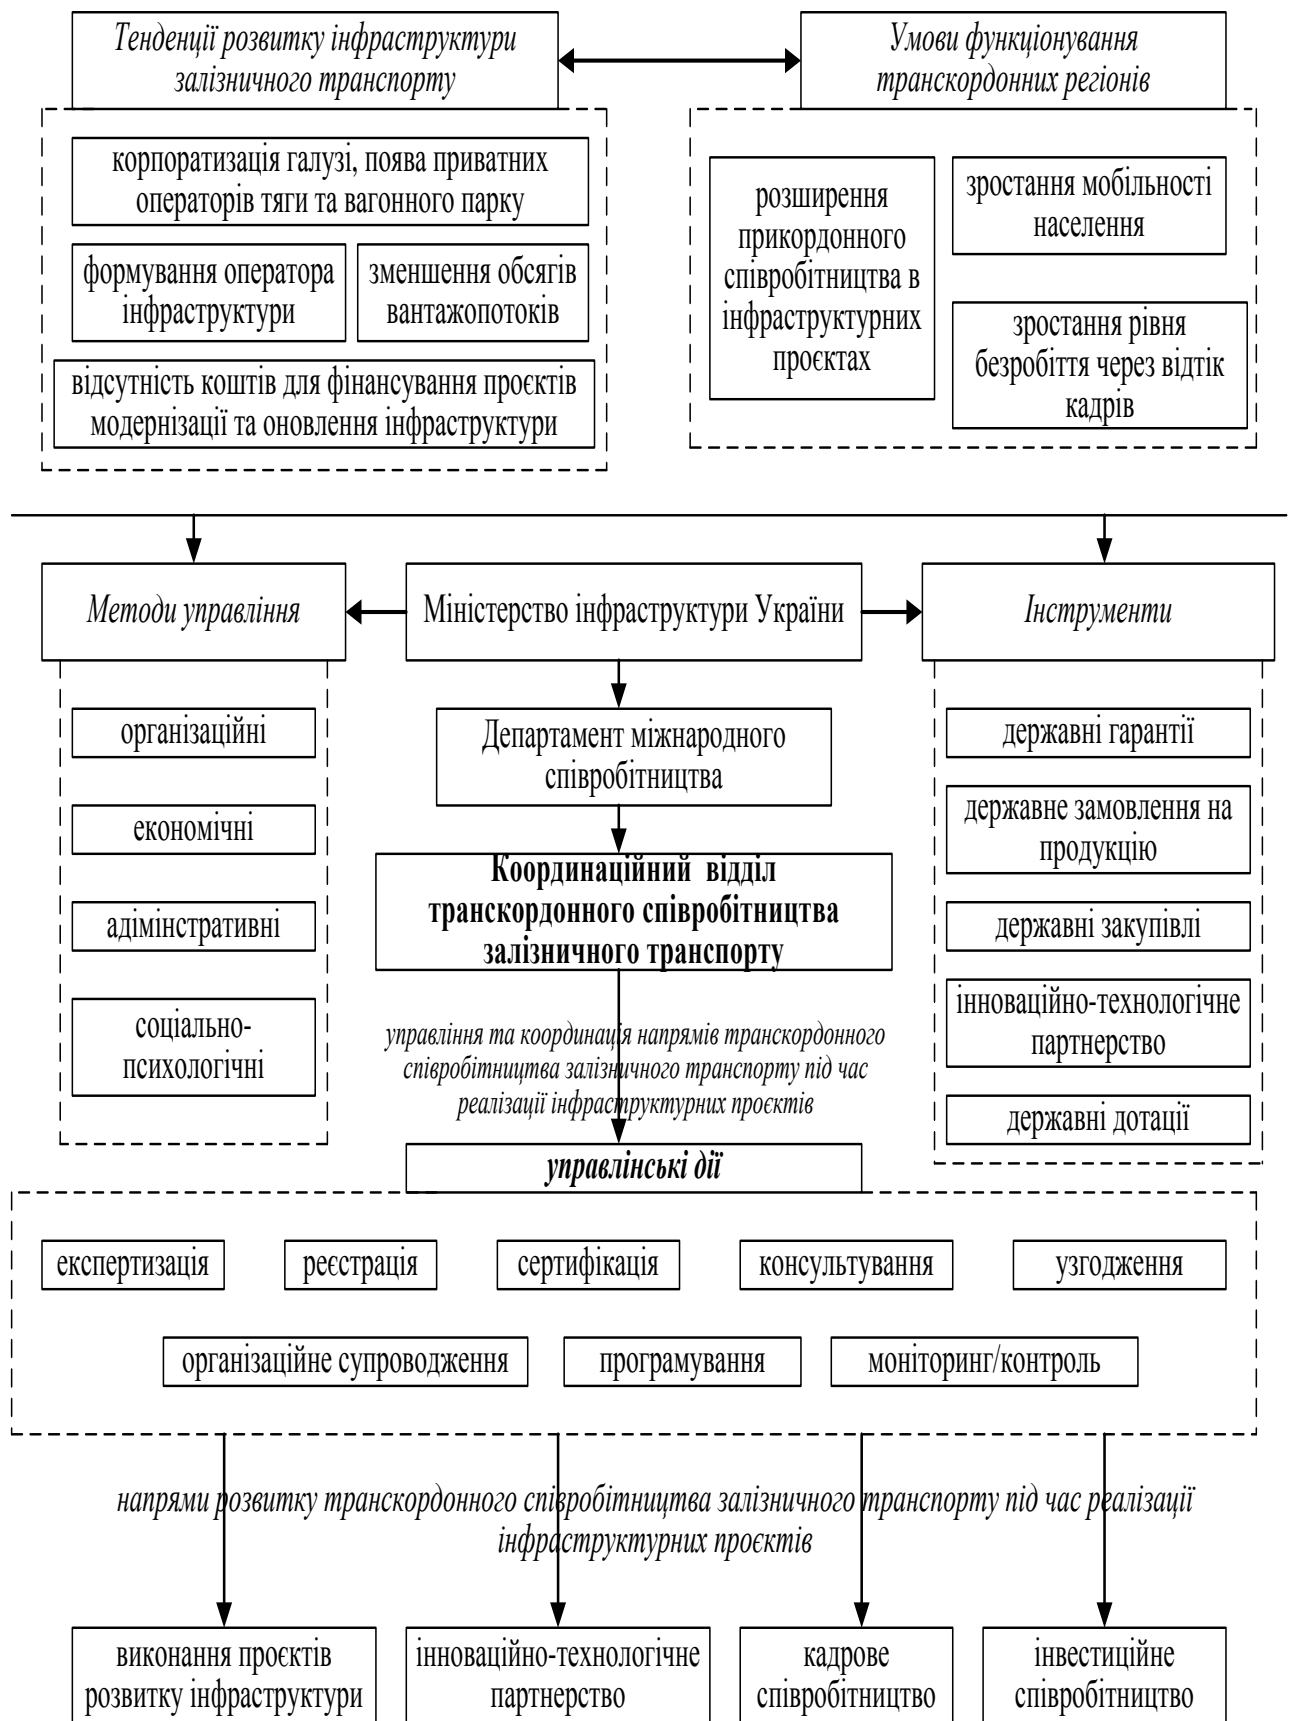 Тенденції розвитку інфраструктури
залізничного транспорту
Умови функціонування
транскордонних регіонів
корпоратизація галузі, поява приватних
операторів тяги та вагонного парку
формування оператора
інфраструктури
зменшення обсягів
вантажопотоків
відсутність коштів для фінансування проєктів
модернізації та оновлення інфраструктури
розширення
прикордонного
співробітництва в
інфраструктурних
проєктах
зростання мобільності
населення
зростання рівня
безробіття через відтік
кадрів
Методи управління
Міністерство інфраструктури України
Інструменти
організаційні
економічні
адімінстративні
соціально-
психологічні
Департамент міжнародного
співробітництва
Координаційний відділ
транскордонного співробітництва
залізничного транспорту
управління та координація напрямів транскордонного
співробітництва залізничного транспорту під час
реалізації інфраструктурних проєктів
державні гарантії
державне замовлення на
продукцію
державні закупівлі
інноваційно-технологічне
партнерство
державні дотації
управлінські дії
експертизація
реєстрація
сертифікація
консультування
узгодження
організаційне супроводження
програмування
моніторинг/контроль
напрями розвитку транскордонного співробітництва залізничного транспорту під час реалізації
інфраструктурних проєктів
виконання проєктів
розвитку інфраструктури
інноваційно-технологічне
партнерство
кадрове
співробітництво
інвестиційне
співробітництво